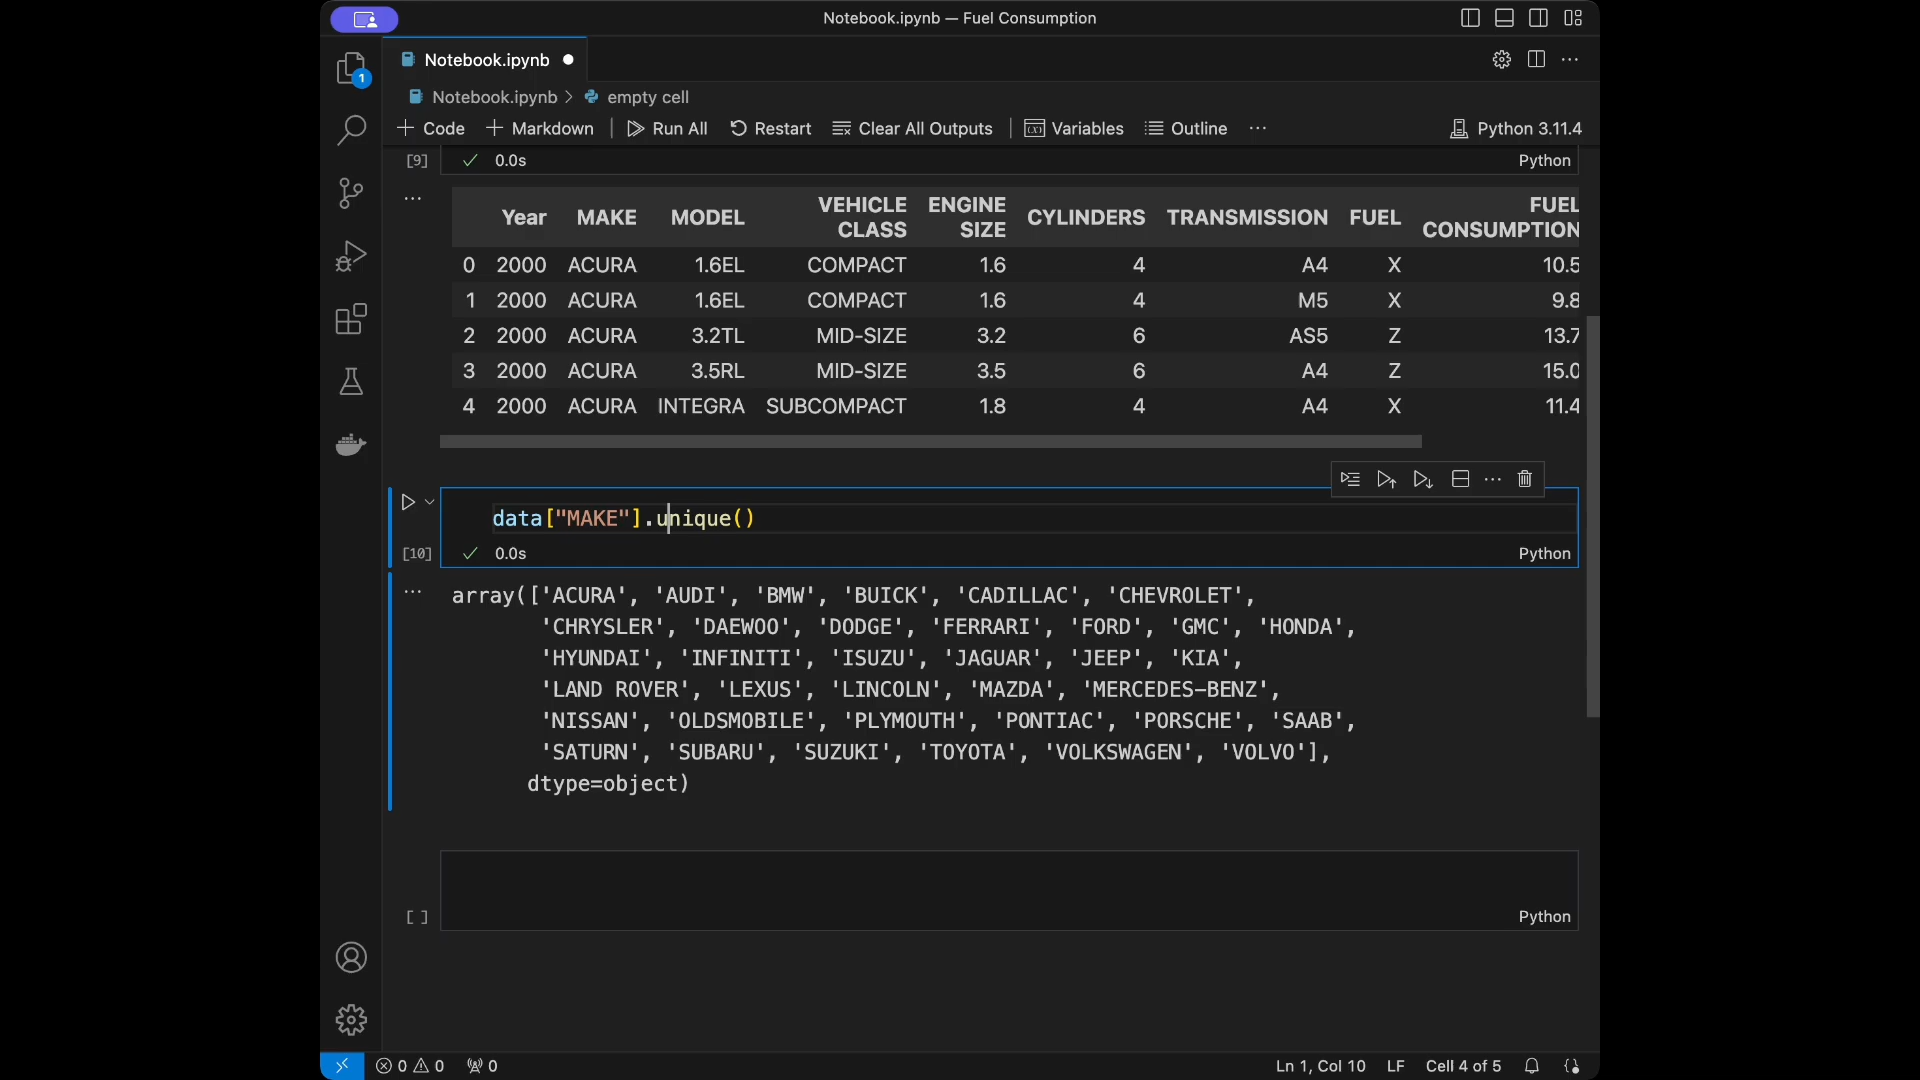 Notebook.ipynb — Fuel Consumption
1
Notebook.ipynb
Notebook.ipynb > empty cell
Code Markdown Run All Restart Clear All Outputs Variables Outline ··· Python 3.11.4
[9] 0.0s Python
VEHICLE ENGINE FUEL
Year MAKE MODEL CYLINDERS TRANSMISSION FUEL
CLASS SIZE CONSUMPTION
0 2000 ACURA 1.6EL COMPACT 1.6 4 A4 X 10.5
1 2000 ACURA 1.6EL COMPACT 1.6 4 M5 X 9.8
2 2000 ACURA 3.2TL MID-SIZE 3.2 6 AS5 Z 13.7
3 2000 ACURA 3.5RL MID-SIZE 3.5 6 A4 Z 15.0
4 2000 ACURA INTEGRA SUBCOMPACT 1.8 4 A4 X 11.4
data["MAKE"].unique()
[10] 0.0s Python
array(['ACURA', 'AUDI', 'BMW', 'BUICK', 'CADILLAC', 'CHEVROLET',
'CHRYSLER', 'DAEWOO', 'DODGE', 'FERRARI', 'FORD', 'GMC', 'HONDA',
'HYUNDAI', 'INFINITI', 'ISUZU', 'JAGUAR', 'JEEP', 'KIA',
'LAND ROVER', 'LEXUS', 'LINCOLN', 'MAZDA', 'MERCEDES-BENZ',
'NISSAN', 'OLDSMOBILE', 'PLYMOUTH', 'PONTIAC', 'PORSCHE', 'SAAB',
'SATURN', 'SUBARU', 'SUZUKI', 'TOYOTA', 'VOLKSWAGEN', 'VOLVO'],
dtype=object)
[ ] Python
0 0 0 Ln 1, Col 10 LF Cell 4 of 5